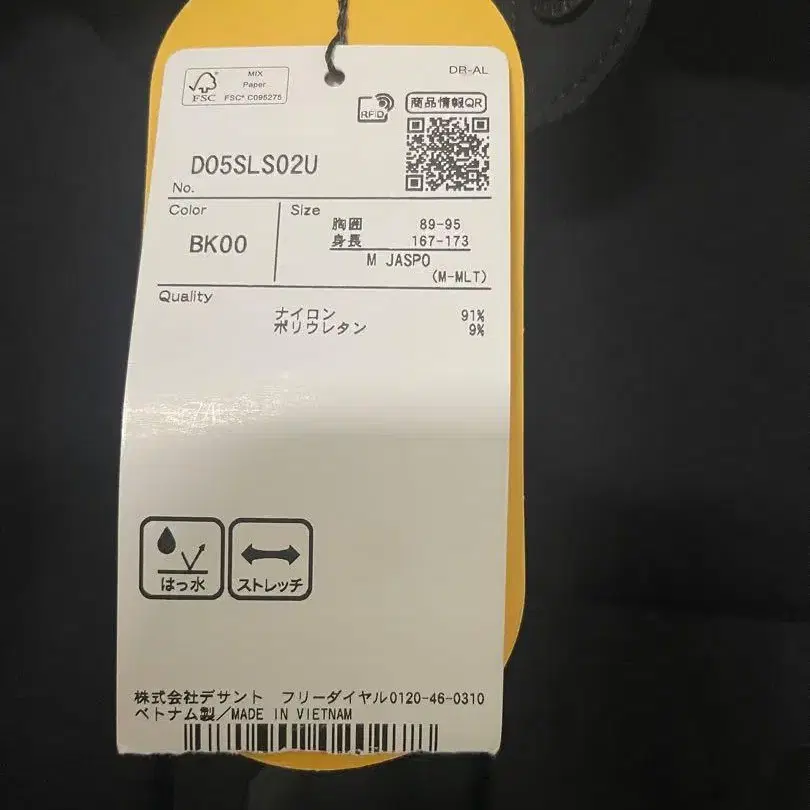 MIX
Paper
FSC
FSC® C095275
DB-AL
RFID
商品情報QR
D05SLS02U
No.
Color
BK00
Size
胸囲 89-95
身長 167-173
M JASPO
(M-MLT)
Quality
ナイロン 91%
ポリウレタン 9%
はっ水
ストレッチ
株式会社デサント フリーダイヤル0120-46-0310
ベトナム製/MADE IN VIETNAM